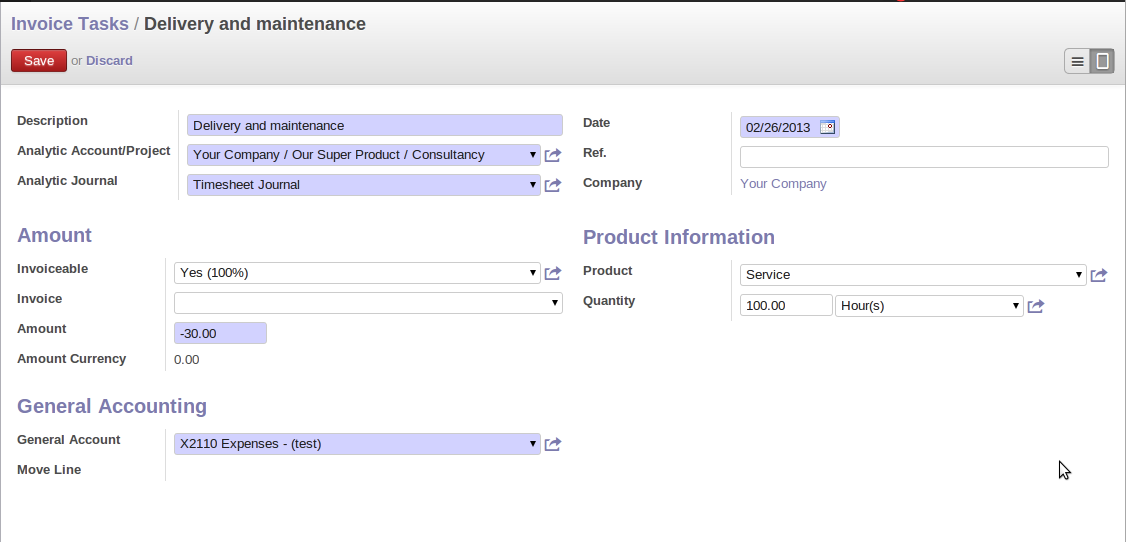 Invoice Tasks / Delivery and maintenance
Save or Discard
Description Delivery and maintenance
Analytic Account/Project Your Company / Our Super Product / Consultancy
Analytic Journal Timesheet Journal
Date 02/26/2013
Ref.
Company Your Company
Amount
Invoiceable Yes (100%)
Invoice
Amount -30.00
Amount Currency 0.00
Product Information
Product Service
Quantity 100.00 Hour(s)
General Accounting
General Account X2110 Expenses - (test)
Move Line